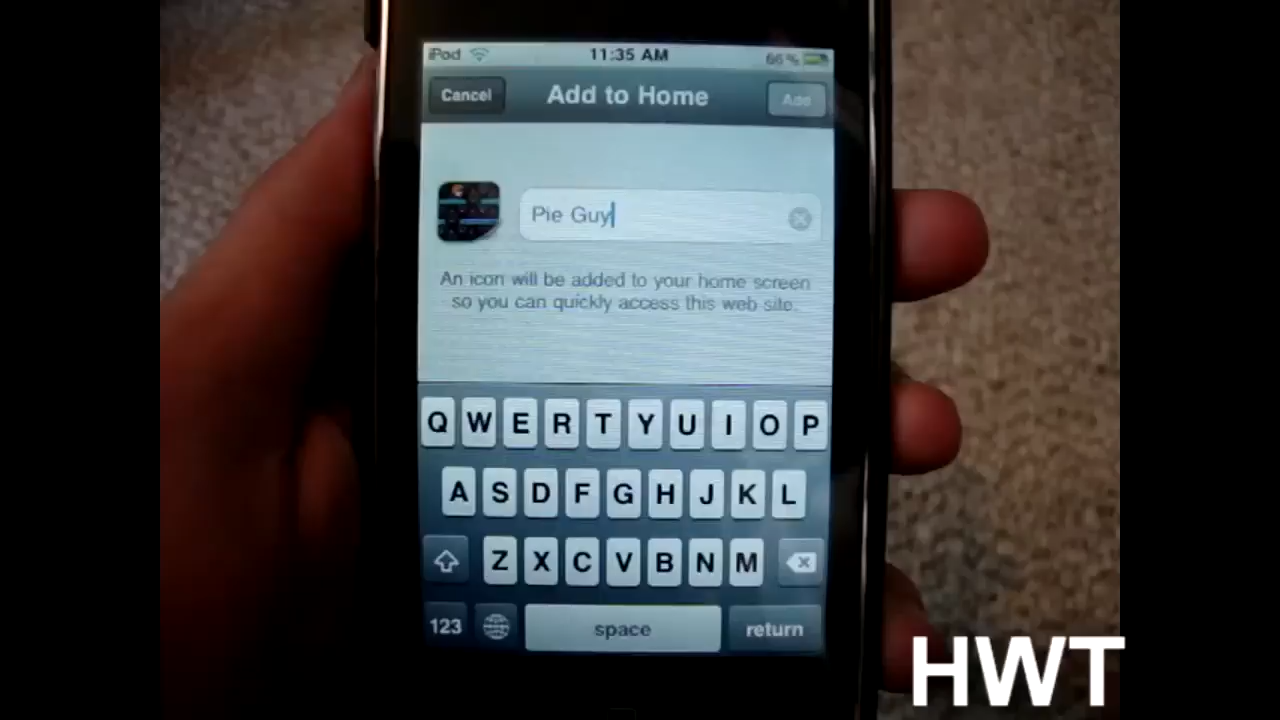 iPod 11:35 AM 66%
Cancel Add to Home Add
Pie Guy
An icon will be added to your home screen
so you can quickly access this web site.
Q W E R T Y U I O P
A S D F G H J K L
Z X C V B N M
123 space return
HWT